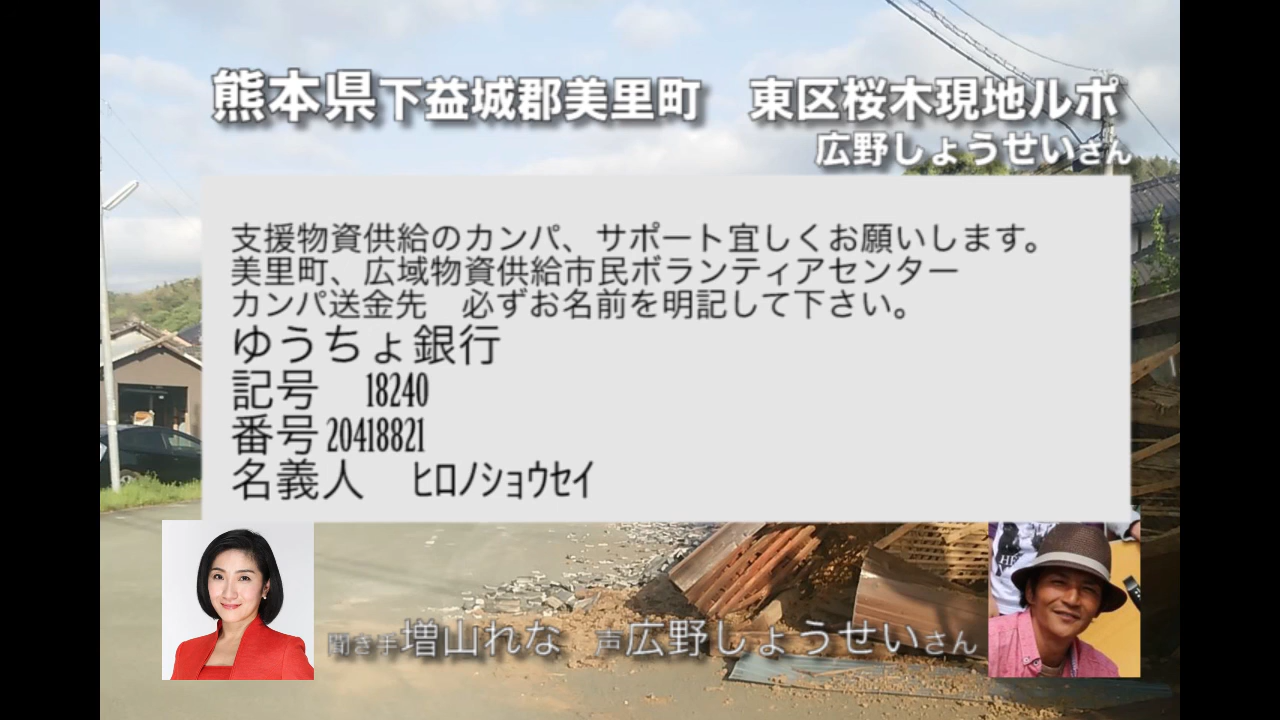 熊本県下益城郡美里町　東区桜木現地ルポ
広野しょうせいさん
支援物資供給のカンパ、サポート宜しくお願いします。
美里町、広域物資供給市民ボランティアセンター
カンパ送金先　必ずお名前を明記して下さい。
ゆうちょ銀行
記号　18240
番号 20418821
名義人　ﾋﾛﾉｼｮｳｾｲ
聞き手増山れな　声広野しょうせいさん